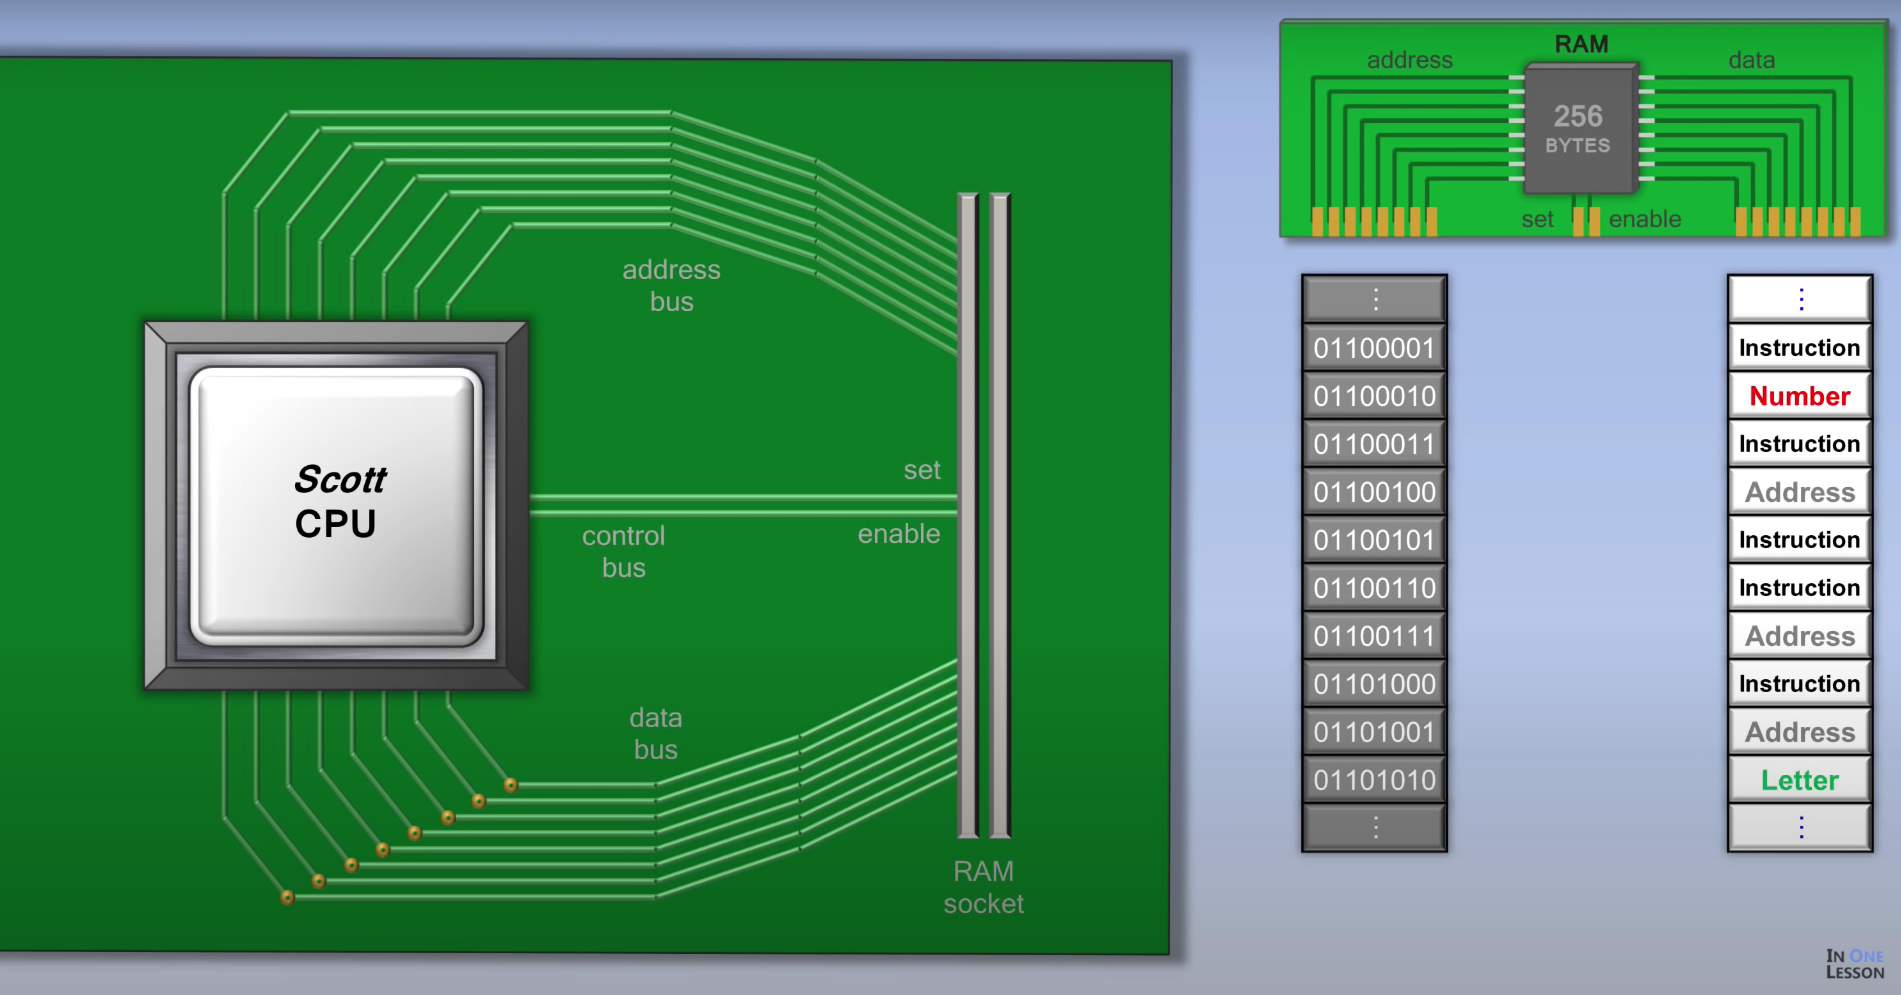 RAM
address
data
256
BYTES
set
enable
address
bus
Scott
CPU
set
control
bus
enable
data
bus
RAM
socket
⋮
01100001
01100010
01100011
01100100
01100101
01100110
01100111
01101000
01101001
01101010
⋮
⋮
Instruction
Number
Instruction
Address
Instruction
Instruction
Address
Instruction
Address
Letter
⋮
IN ONE
LESSON